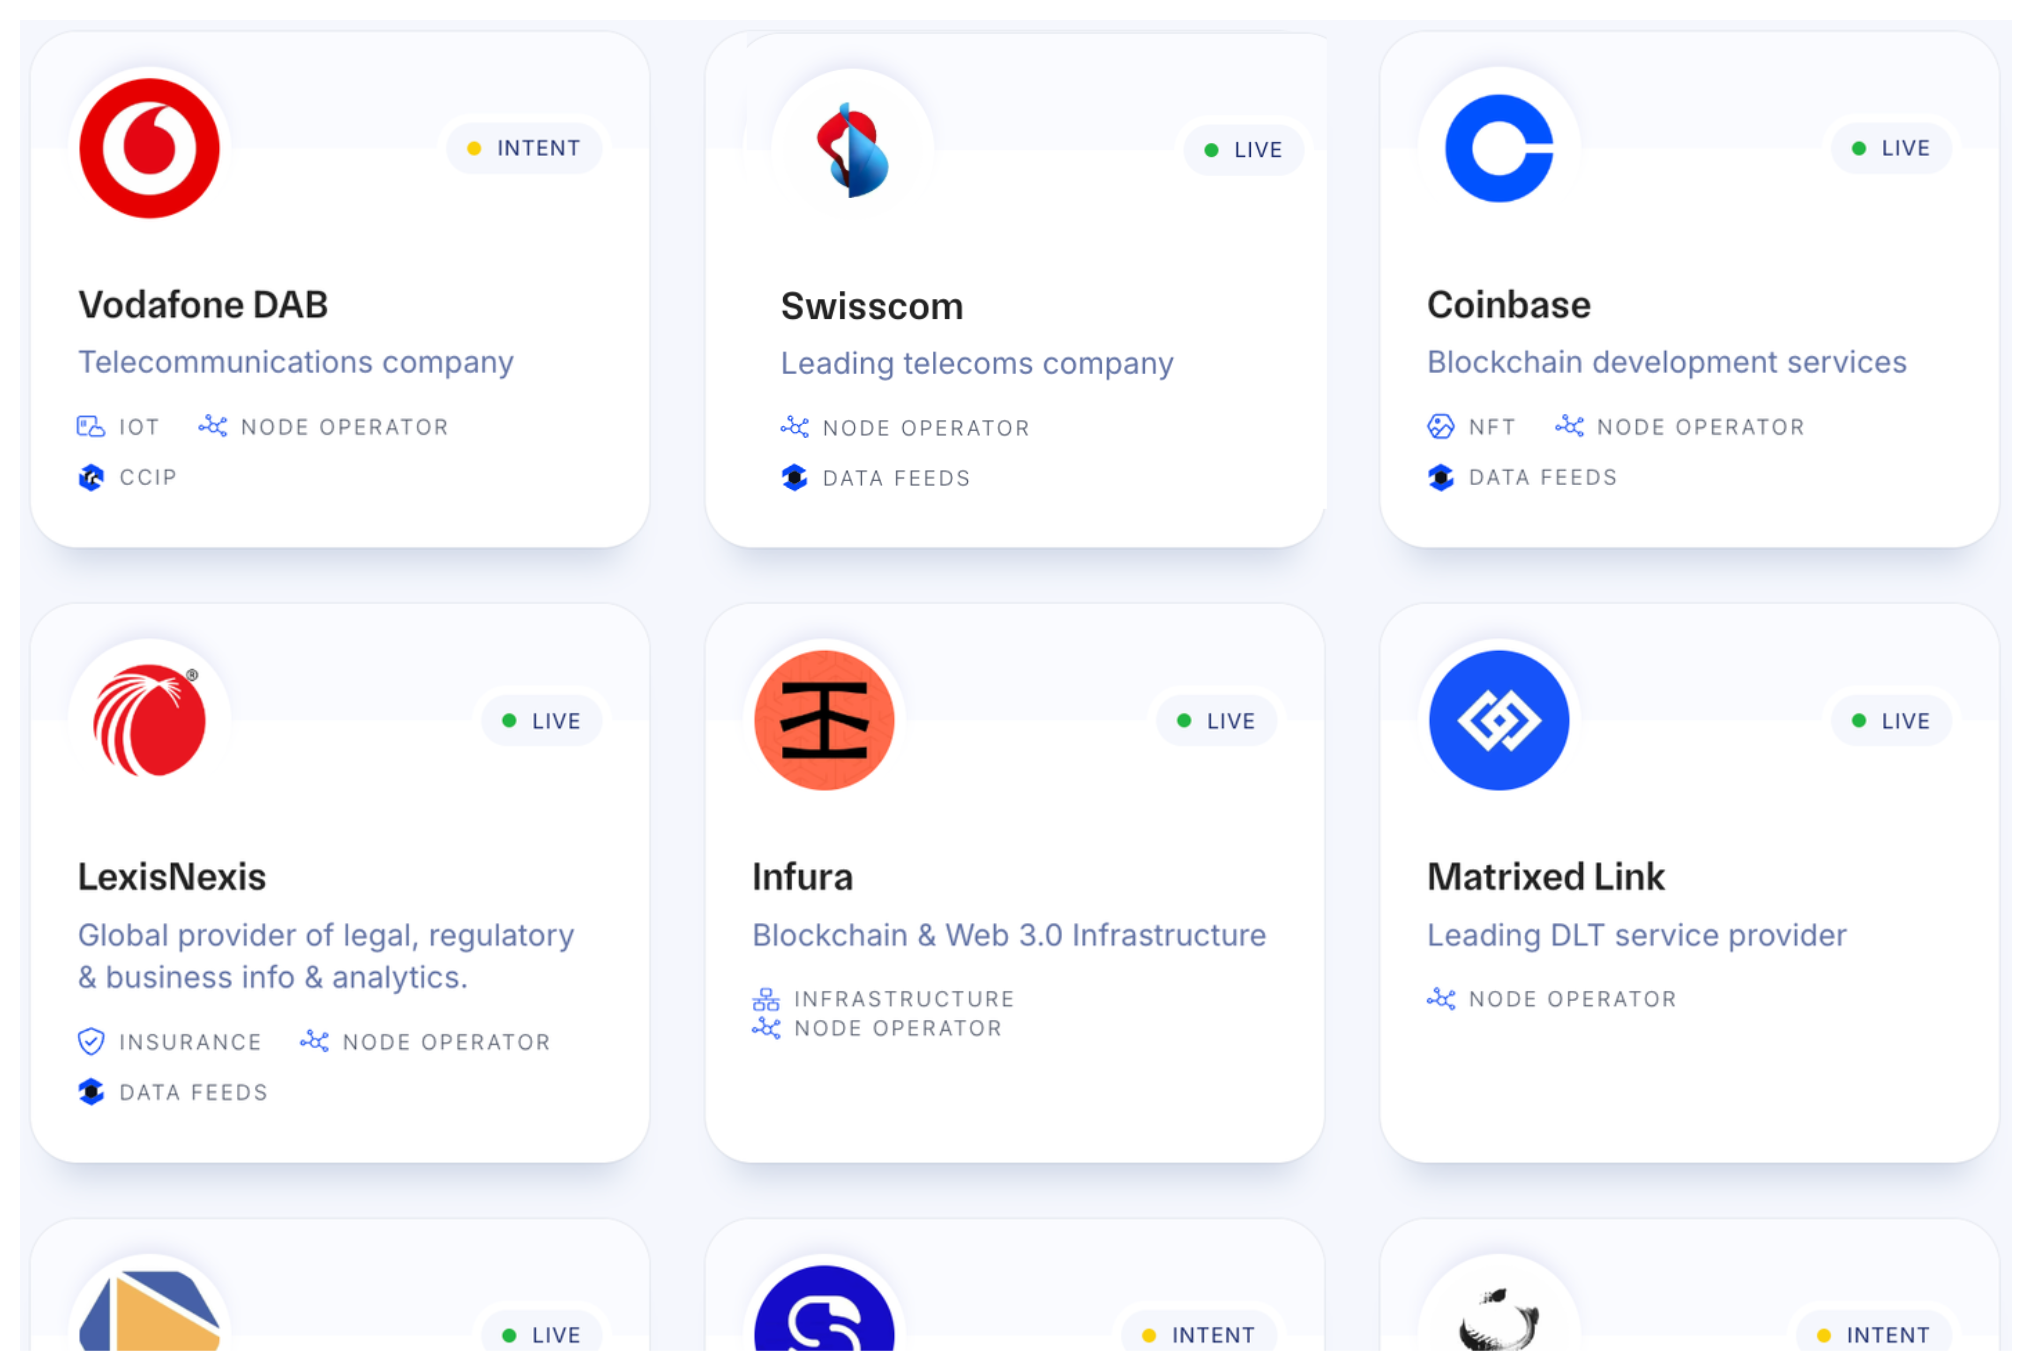 INTENT
Vodafone DAB
Telecommunications company
IOT NODE OPERATOR
CCIP
LIVE
Swisscom
Leading telecoms company
NODE OPERATOR
DATA FEEDS
LIVE
Coinbase
Blockchain development services
NFT NODE OPERATOR
DATA FEEDS
®
LIVE
LexisNexis
Global provider of legal, regulatory
& business info & analytics.
INSURANCE NODE OPERATOR
DATA FEEDS
LIVE
Infura
Blockchain & Web 3.0 Infrastructure
INFRASTRUCTURE
NODE OPERATOR
LIVE
Matrixed Link
Leading DLT service provider
NODE OPERATOR
LIVE
INTENT
INTENT